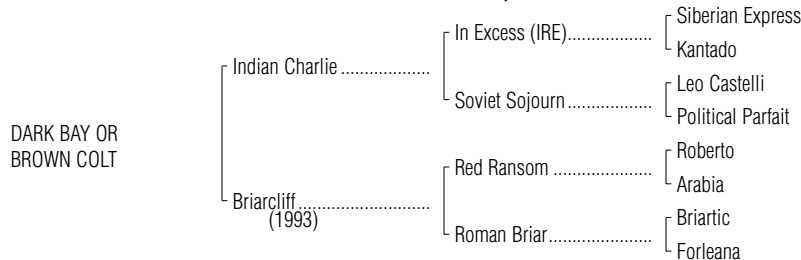 DARK BAY OR
BROWN COLT
Indian Charlie ...................
Briarcliff ............................
(1993)
In Excess (IRE)..................
Soviet Sojourn ..................
Red Ransom .....................
Roman Briar......................
Siberian Express
Kantado
Leo Castelli
Political Parfait
Roberto
Arabia
Briartic
Forleana